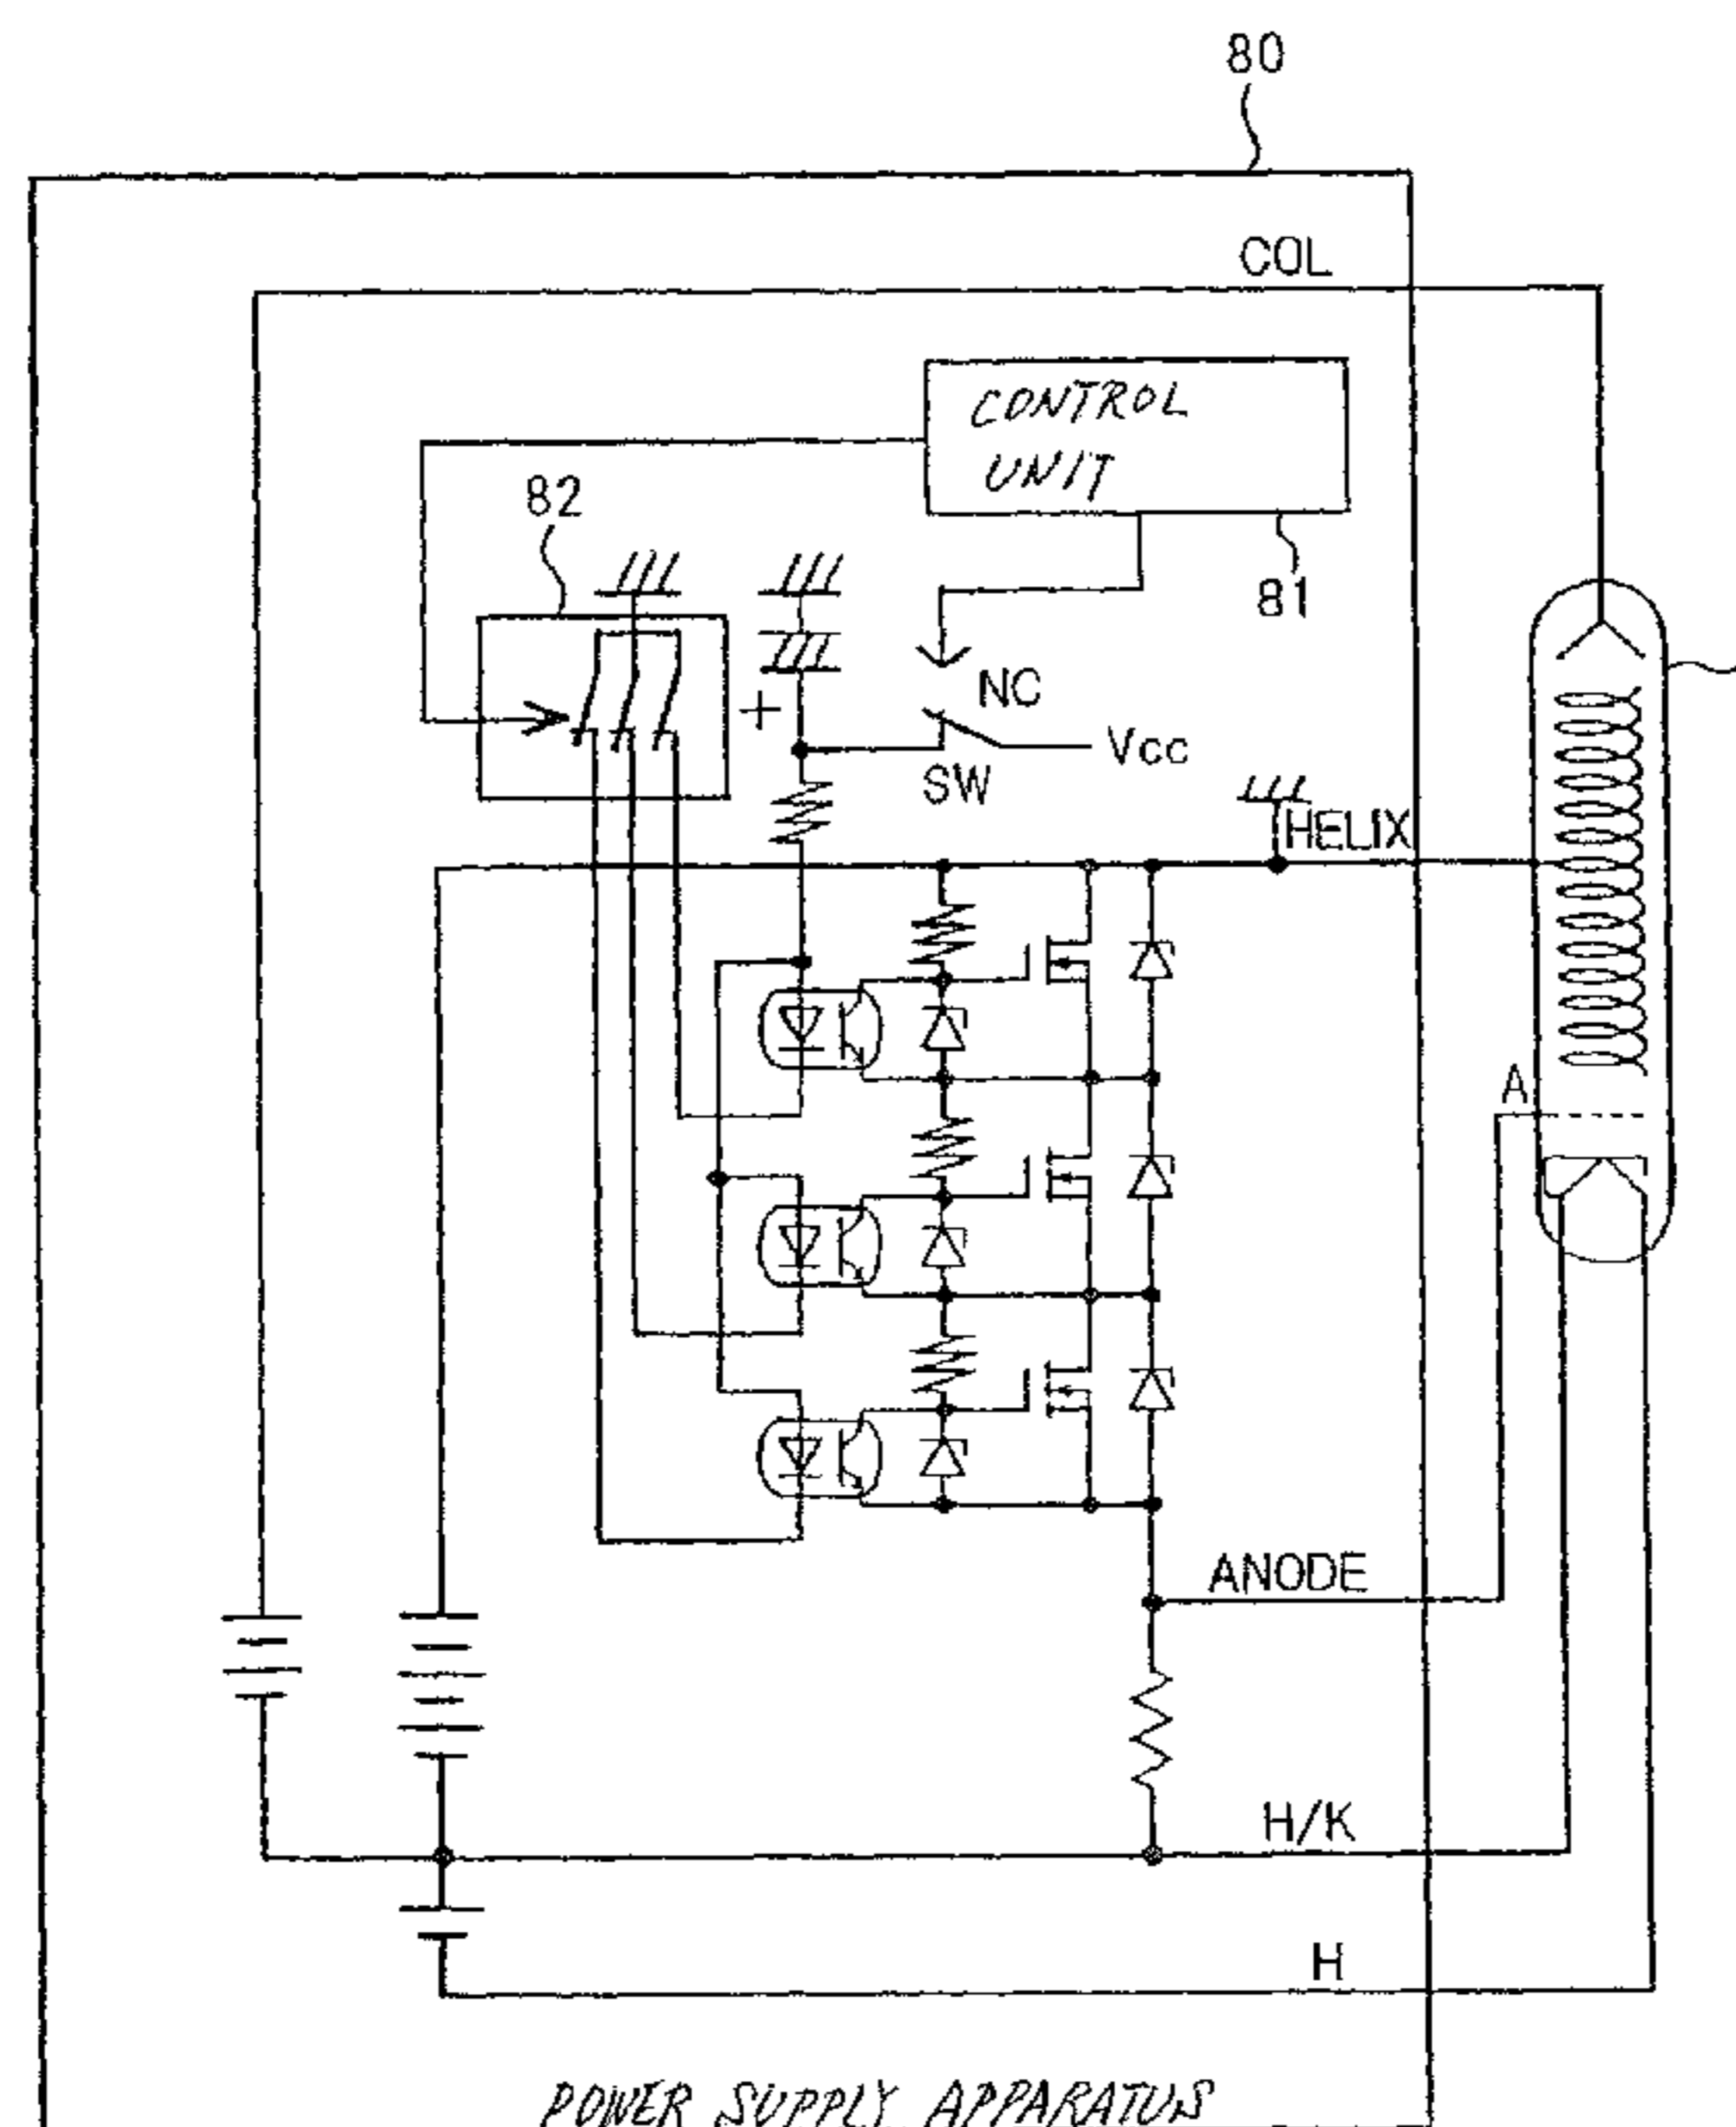 80
COL
CONTROL
UNIT
82
81
NC
+
Vcc
SW
HELIX
A
ANODE
H/K
H
POWER SUPPLY APPARATUS